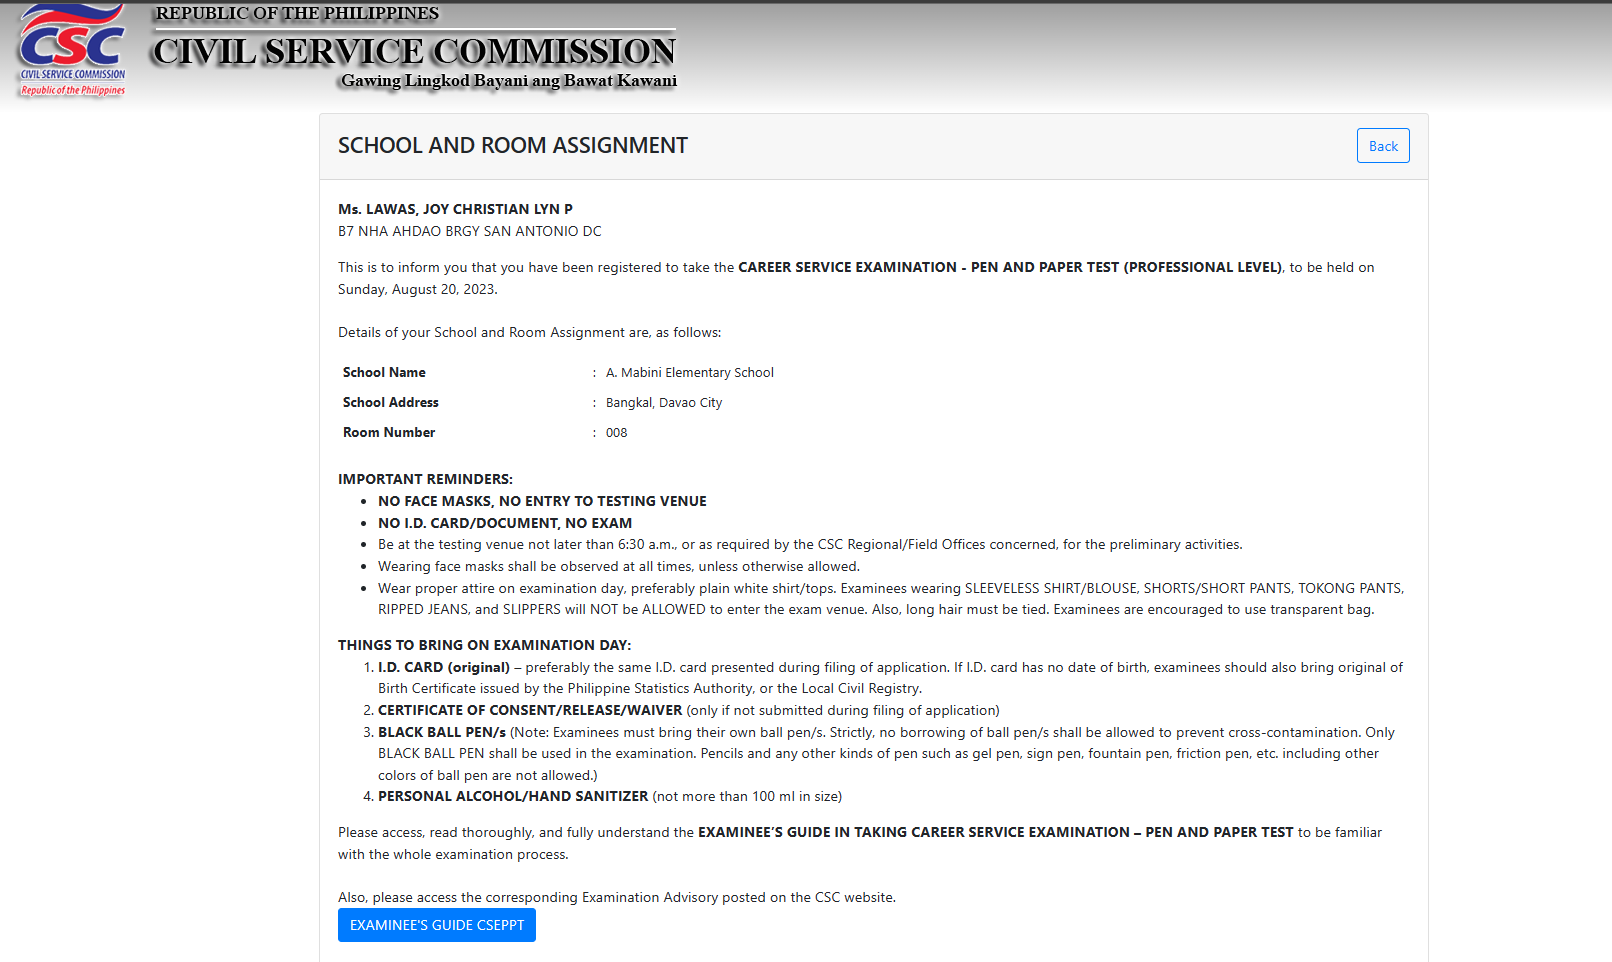 REPUBLIC OF THE PHILIPPINES
CIVIL SERVICE COMMISSION
Gawing Lingkod Bayani ang Bawat Kawani
CSC
CIVIL SERVICE COMMISSION
Republic of the Philippines
SCHOOL AND ROOM ASSIGNMENT
Back
Ms. LAWAS, JOY CHRISTIAN LYN P
B7 NHA AHDAO BRGY SAN ANTONIO DC
This is to inform you that you have been registered to take the CAREER SERVICE EXAMINATION - PEN AND PAPER TEST (PROFESSIONAL LEVEL), to be held on
Sunday, August 20, 2023.
Details of your School and Room Assignment are, as follows:
School Name : A. Mabini Elementary School
School Address : Bangkal, Davao City
Room Number : 008
IMPORTANT REMINDERS:
• NO FACE MASKS, NO ENTRY TO TESTING VENUE
• NO I.D. CARD/DOCUMENT, NO EXAM
• Be at the testing venue not later than 6:30 a.m., or as required by the CSC Regional/Field Offices concerned, for the preliminary activities.
• Wearing face masks shall be observed at all times, unless otherwise allowed.
• Wear proper attire on examination day, preferably plain white shirt/tops. Examinees wearing SLEEVELESS SHIRT/BLOUSE, SHORTS/SHORT PANTS, TOKONG PANTS,
RIPPED JEANS, and SLIPPERS will NOT be ALLOWED to enter the exam venue. Also, long hair must be tied. Examinees are encouraged to use transparent bag.
THINGS TO BRING ON EXAMINATION DAY:
1. I.D. CARD (original) – preferably the same I.D. card presented during filing of application. If I.D. card has no date of birth, examinees should also bring original of
Birth Certificate issued by the Philippine Statistics Authority, or the Local Civil Registry.
2. CERTIFICATE OF CONSENT/RELEASE/WAIVER (only if not submitted during filing of application)
3. BLACK BALL PEN/s (Note: Examinees must bring their own ball pen/s. Strictly, no borrowing of ball pen/s shall be allowed to prevent cross-contamination. Only
BLACK BALL PEN shall be used in the examination. Pencils and any other kinds of pen such as gel pen, sign pen, fountain pen, friction pen, etc. including other
colors of ball pen are not allowed.)
4. PERSONAL ALCOHOL/HAND SANITIZER (not more than 100 ml in size)
Please access, read thoroughly, and fully understand the EXAMINEE’S GUIDE IN TAKING CAREER SERVICE EXAMINATION – PEN AND PAPER TEST to be familiar
with the whole examination process.
Also, please access the corresponding Examination Advisory posted on the CSC website.
EXAMINEE'S GUIDE CSEPPT